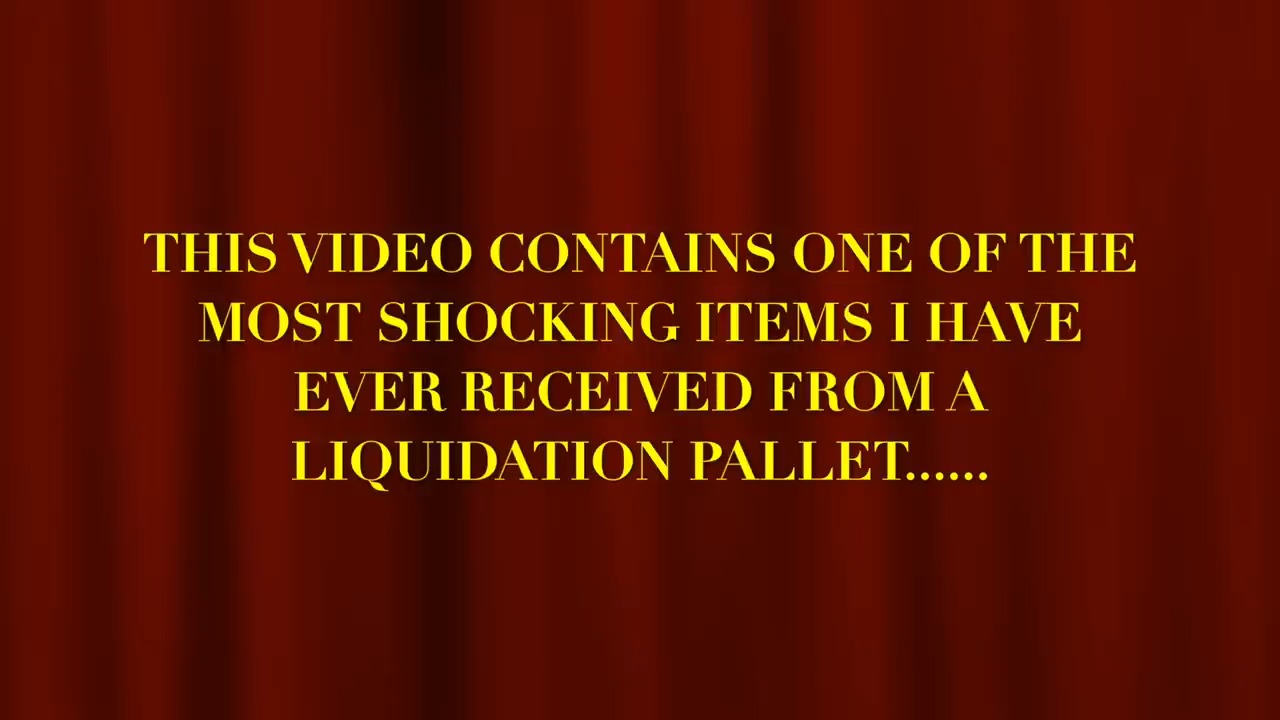 THIS VIDEO CONTAINS ONE OF THE
MOST SHOCKING ITEMS I HAVE
EVER RECEIVED FROM A
LIQUIDATION PALLET......